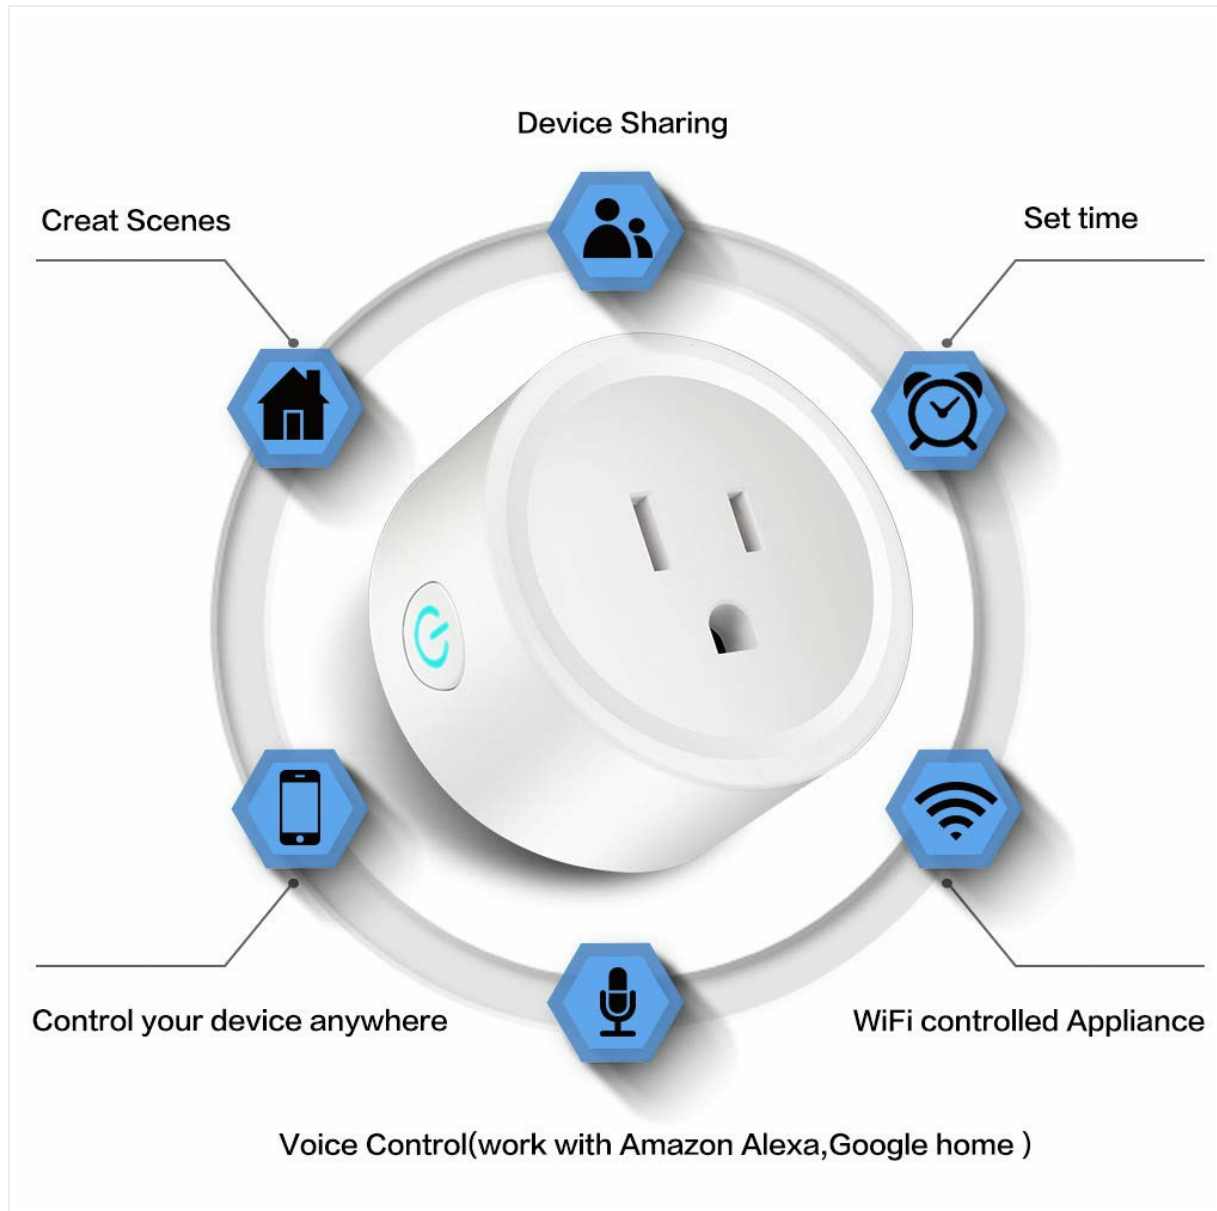 Device Sharing
Creat Scenes
Set time
Control your device anywhere
WiFi controlled Appliance
Voice Control(work with Amazon Alexa,Google home )